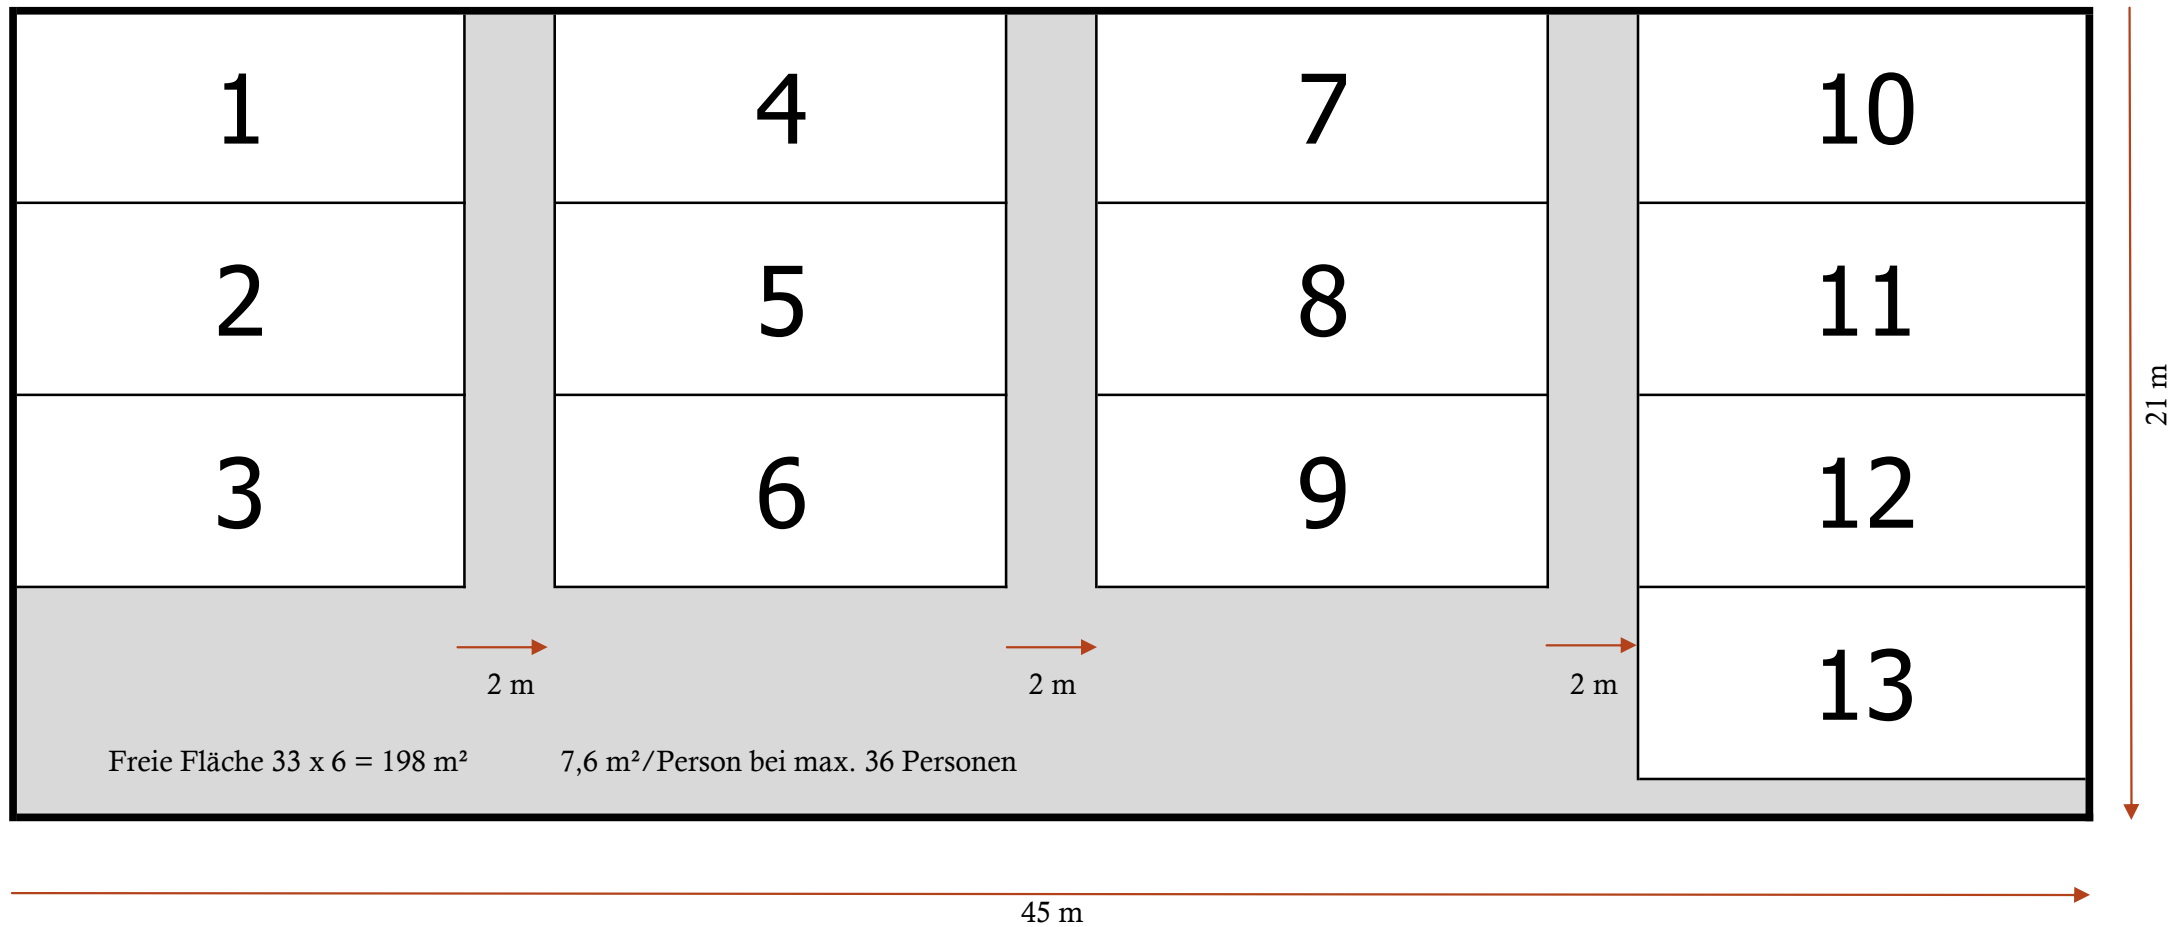 1 4 7 10
2 5 8 11
3 6 9 12
13
2 m 2 m 2 m
Freie Fläche 33 x 6 = 198 m² 7,6 m²/Person bei max. 36 Personen
21 m
45 m